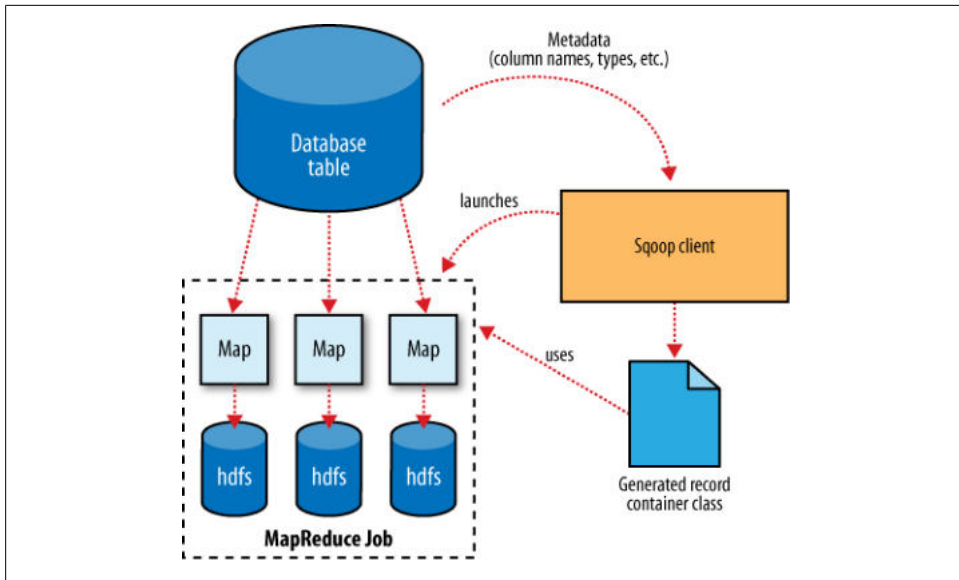 Metadata
(column names, types, etc.)
Database
table
launches
Sqoop client
Map
Map
Map
uses
hdfs
hdfs
hdfs
Generated record
container class
MapReduce Job